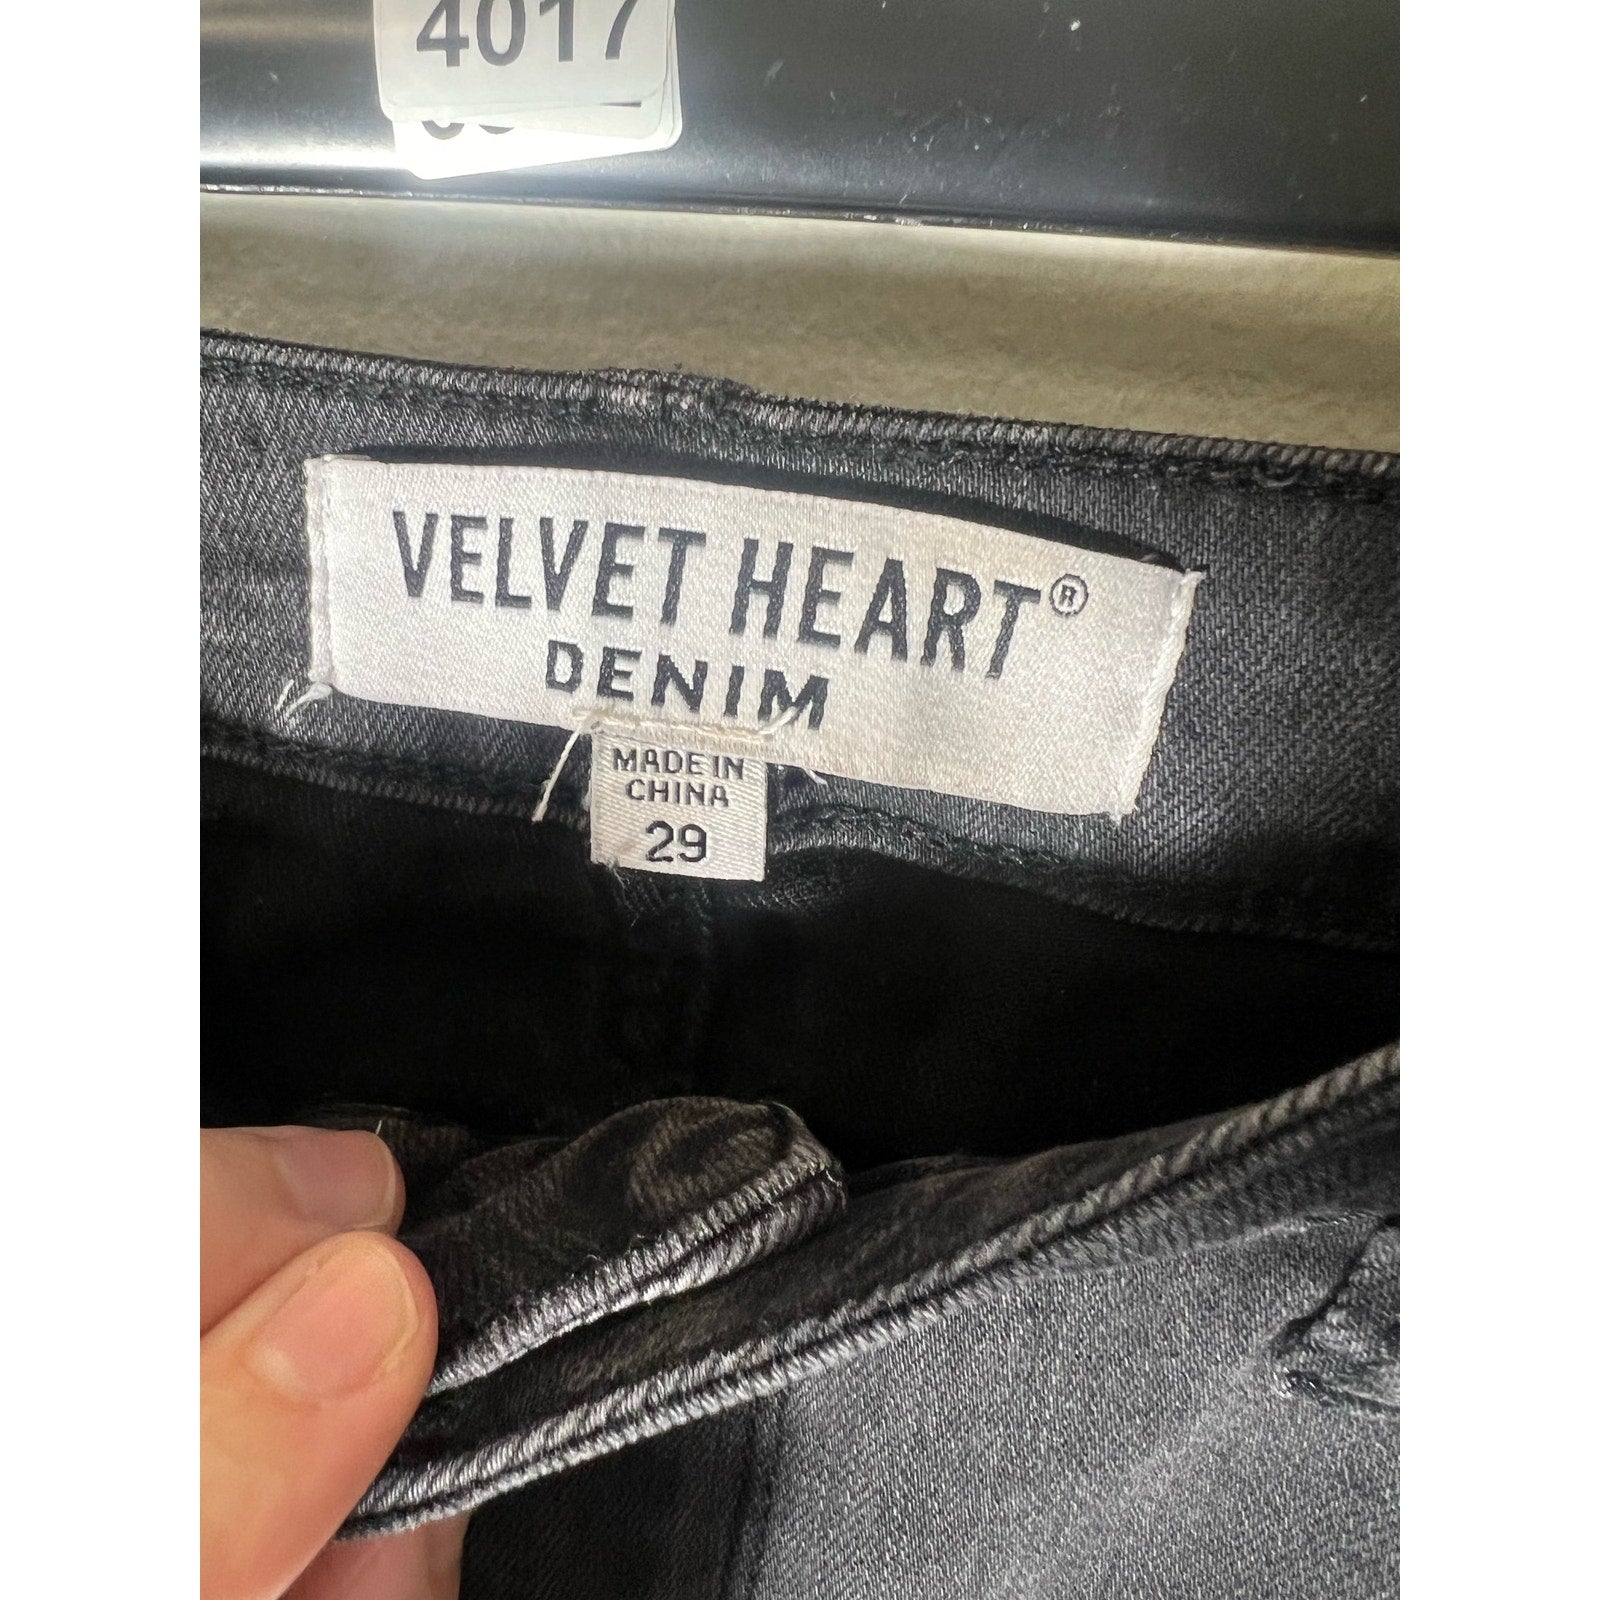 4017
VELVET HEART®
DENIM
MADE IN
CHINA
29